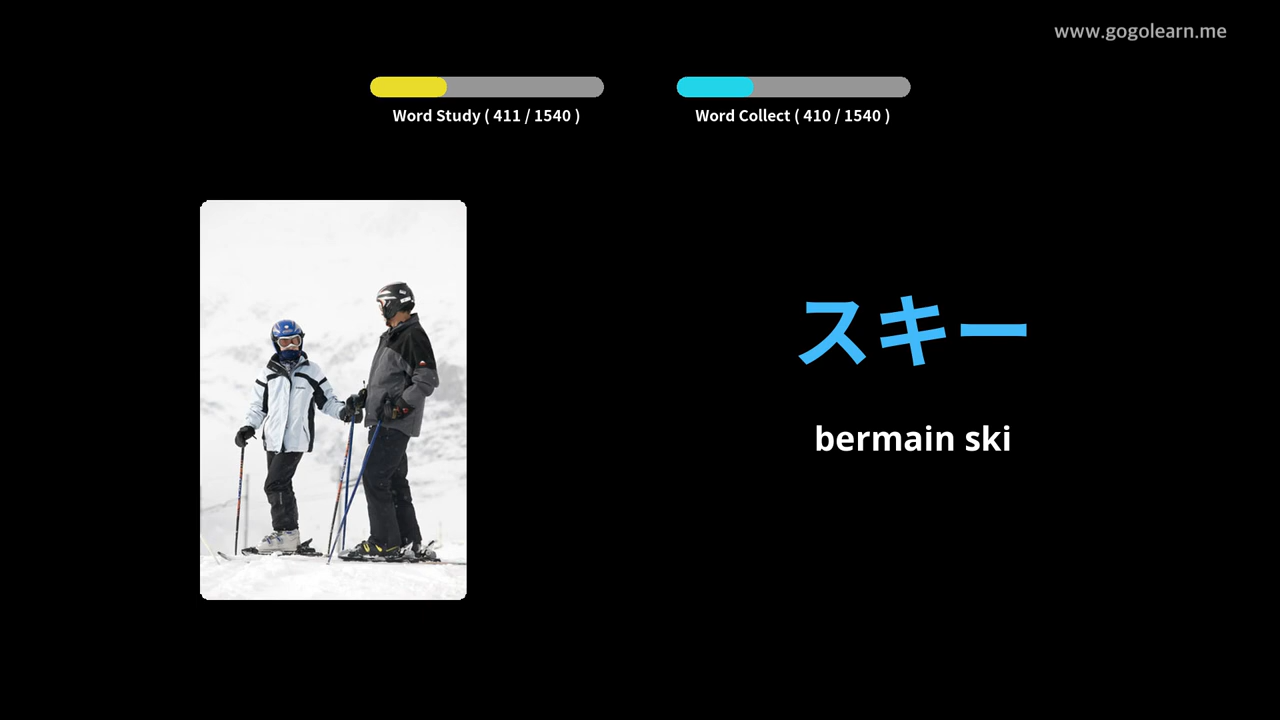 www.gogolearn.me
Word Study ( 411 / 1540 )
Word Collect ( 410 / 1540 )
スキー
bermain ski